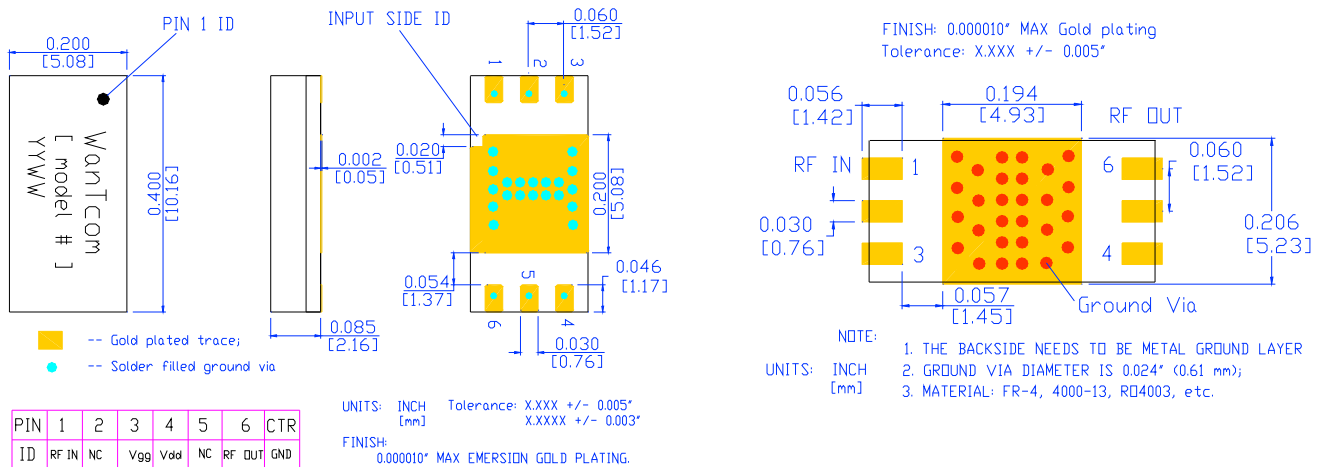 PIN 1 ID
0.200
[5.08]
WanTcom
[ model # ]
YYWW
0.400
[10.16]
0.002
[0.05]
0.085
[2.16]
INPUT SIDE ID
0.060
[1.52]
1
2
3
0.020
[0.51]
0.200
[5.08]
0.054
[1.37]
0.046
[1.17]
6
5
4
0.030
[0.76]
-- Gold plated trace;
-- Solder filled ground via
PIN 1 2 3 4 5 6 CTR
ID RF IN NC Vgg Vdd NC RF OUT GND
UNITS: INCH
[mm]
Tolerance: X.XXX +/- 0.005"
X.XXXX +/- 0.003"
FINISH:
0.000010" MAX EMERSION GOLD PLATING.
FINISH: 0.000010" MAX Gold plating
Tolerance: X.XXX +/- 0.005"
0.056
[1.42]
0.194
[4.93]
RF OUT
RF IN
1
6
0.060
[1.52]
0.030
[0.76]
3
4
0.206
[5.23]
0.057
[1.45]
Ground Via
NOTE:
1. THE BACKSIDE NEEDS TO BE METAL GROUND LAYER
UNITS: INCH
[mm]
2. GROUND VIA DIAMETER IS 0.024" (0.61 mm);
3. MATERIAL: FR-4, 4000-13, RO4003, etc.